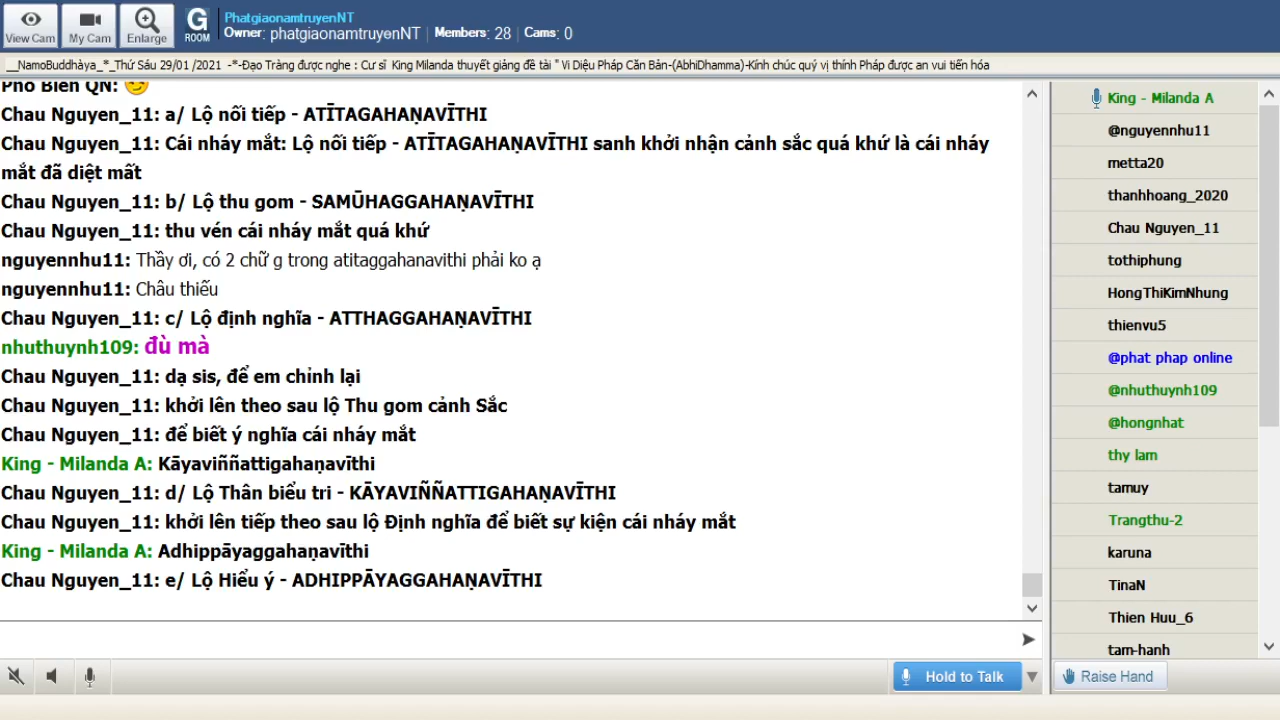 View Cam
My Cam
Enlarge
G
ROOM
PhatgiaonamtruyenNT
Owner: phatgiaonamtruyenNT | Members: 28 | Cams: 0
__NamoBuddhàya_*_Thứ Sáu 29/01 /2021 -*-Đạo Tràng được nghe : Cư sĩ King Milanda thuyết giảng đề tài " Vi Diệu Pháp Căn Bản-(AbhiDhamma)-Kính chúc quý vị thính Pháp được an vui tiến hóa
Pho Bien QN:
Chau Nguyen_11: a/ Lộ nối tiếp - ATĪTAGAHAṆAVĪTHI
Chau Nguyen_11: Cái nháy mắt: Lộ nối tiếp - ATĪTAGAHAṆAVĪTHI sanh khởi nhận cảnh sắc quá khứ là cái nháy
mắt đã diệt mất
Chau Nguyen_11: b/ Lộ thu gom - SAMŪHAGGAHAṆAVĪTHI
Chau Nguyen_11: thu vén cái nháy mắt quá khứ
nguyennhu11: Thầy ơi, có 2 chữ g trong atitaggahanavithi phải ko ạ
nguyennhu11: Châu thiếu
Chau Nguyen_11: c/ Lộ định nghĩa - ATTHAGGAHAṆAVĪTHI
nhuthuynh109: đù mà
Chau Nguyen_11: dạ sis, để em chỉnh lại
Chau Nguyen_11: khởi lên theo sau lộ Thu gom cảnh Sắc
Chau Nguyen_11: để biết ý nghĩa cái nháy mắt
King - Milanda A: Kāyaviññattigahaṇavīthi
Chau Nguyen_11: d/ Lộ Thân biểu tri - KĀYAVIÑÑATTIGAHAṆAVĪTHI
Chau Nguyen_11: khởi lên tiếp theo sau lộ Định nghĩa để biết sự kiện cái nháy mắt
King - Milanda A: Adhippāyaggahaṇavīthi
Chau Nguyen_11: e/ Lộ Hiểu ý - ADHIPPĀYAGGAHAṆAVĪTHI
Hold to Talk
King - Milanda A
@nguyennhu11
metta20
thanhhoang_2020
Chau Nguyen_11
tothiphung
HongThiKimNhung
thienvu5
@phat phap online
@nhuthuynh109
@hongnhat
thy lam
tamuy
Trangthu-2
karuna
TinaN
Thien Huu_6
tam-hanh
Raise Hand